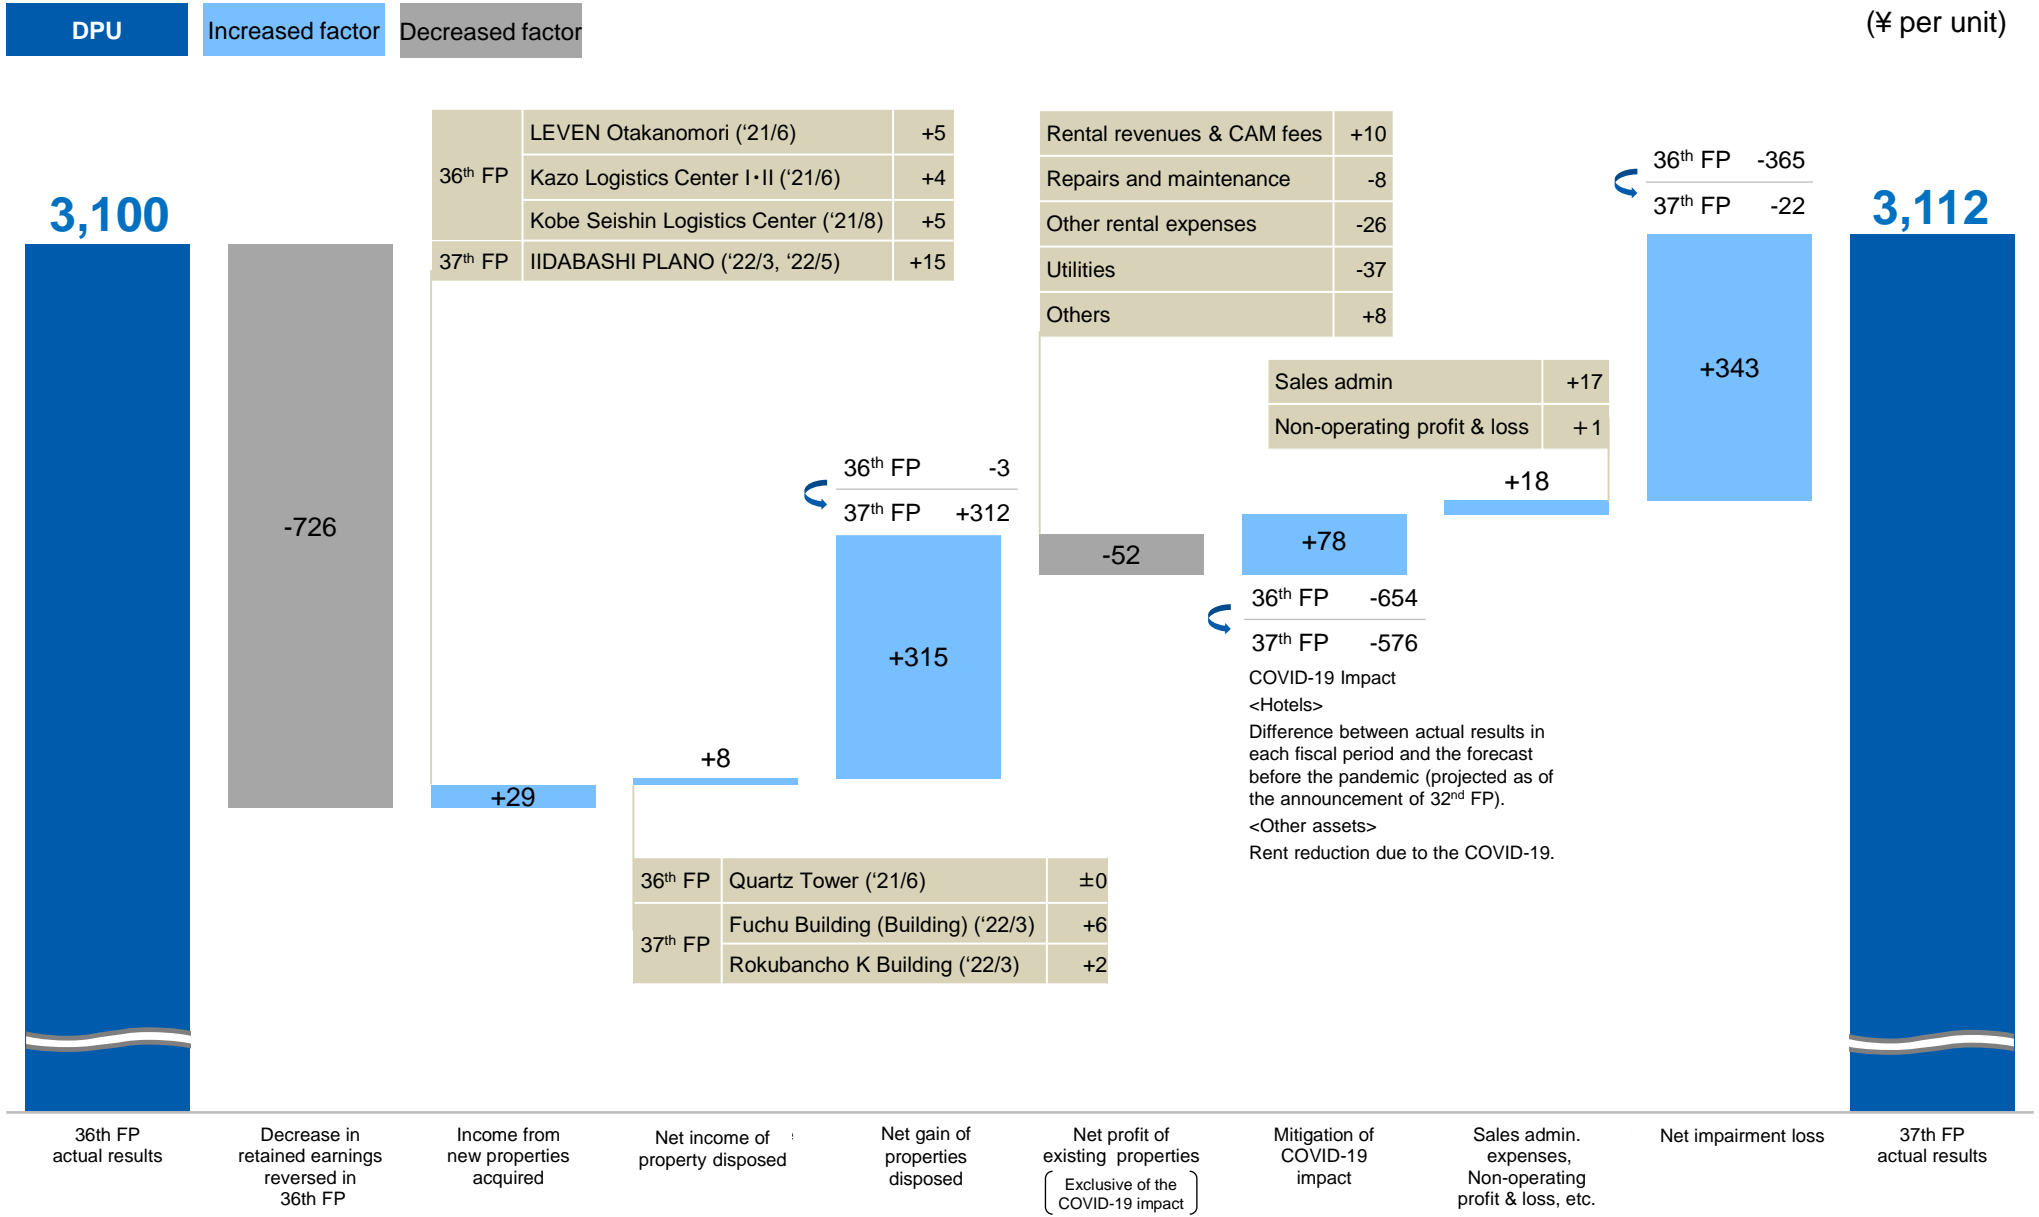 DPU
Increased factor
Decreased factor
(¥ per unit)
36th FP
LEVEN Otakanomori (‘21/6)
+5
Kazo Logistics Center I・II (‘21/6)
+4
Kobe Seishin Logistics Center (‘21/8)
+5
37th FP
IIDABASHI PLANO (‘22/3, ‘22/5)
+15
Rental revenues & CAM fees
+10
Repairs and maintenance
-8
Other rental expenses
-26
Utilities
-37
Others
+8
36th FP -365
37th FP -22
3,100
3,112
Sales admin
+17
Non-operating profit & loss
+1
36th FP -3
37th FP +312
-726
+29
+8
+315
-52
+78
+18
+343
36th FP -654
37th FP -576
COVID-19 Impact
<Hotels>
Difference between actual results in
each fiscal period and the forecast
before the pandemic (projected as of
the announcement of 32nd FP).
<Other assets>
Rent reduction due to the COVID-19.
36th FP
Quartz Tower (‘21/6)
±0
37th FP
Fuchu Building (Building) (‘22/3)
+6
Rokubancho K Building (‘22/3)
+2
36th FP
actual results
Decrease in
retained earnings
reversed in
36th FP
Income from
new properties
acquired
Net income of
property disposed
Net gain of
properties
disposed
Net profit of
existing properties
Exclusive of the
COVID-19 impact
Mitigation of
COVID-19
impact
Sales admin.
expenses,
Non-operating
profit & loss, etc.
Net impairment loss
37th FP
actual results